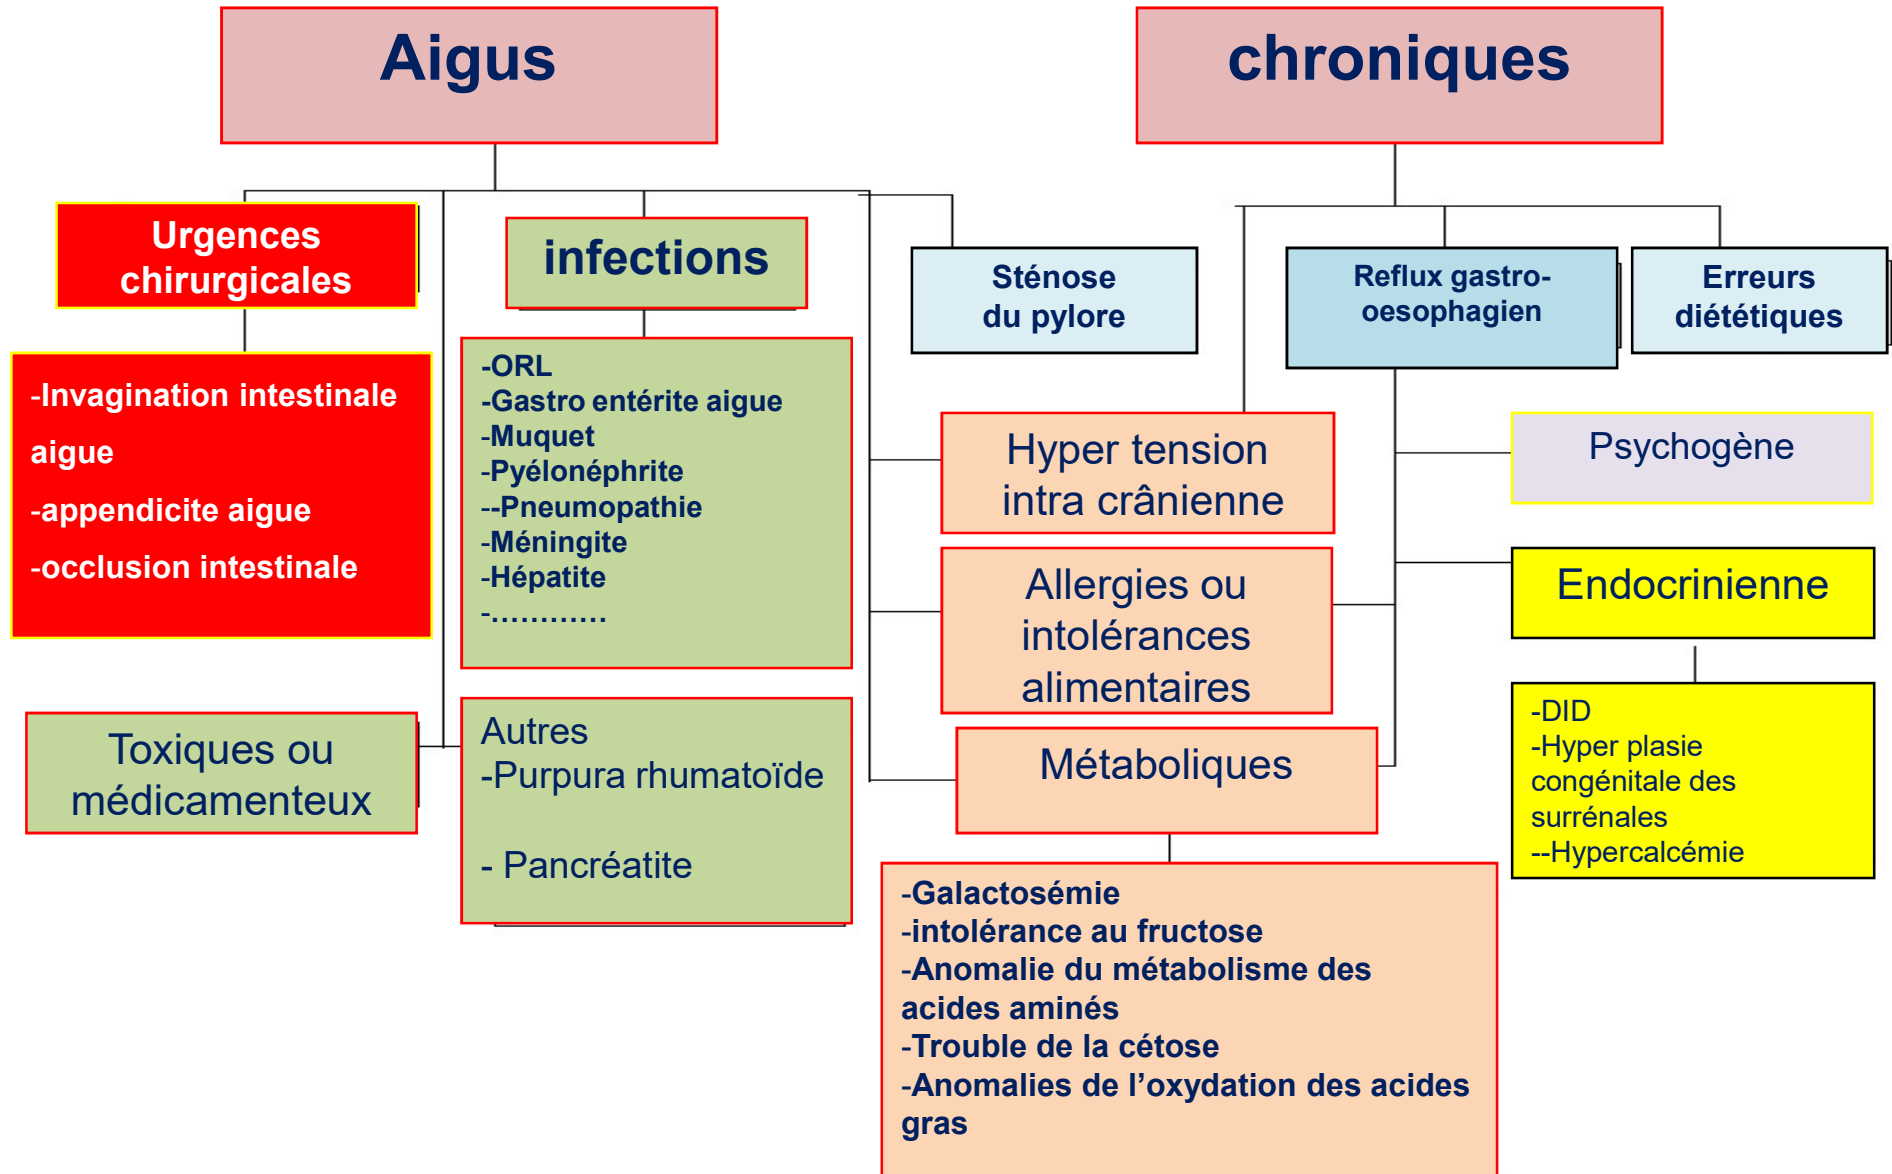 Aigus
chroniques
Urgences
chirurgicales
infections
Sténose
du pylore
Reflux gastro-
oesophagien
Erreurs
diététiques
-Invagination intestinale
aigue
-appendicite aigue
-occlusion intestinale
-ORL
-Gastro entérite aigue
-Muquet
-Pyélonéphrite
--Pneumopathie
-Méningite
-Hépatite
-............
Hyper tension
intra crânienne
Psychogène
Allergies ou
intolérances
alimentaires
Endocrinienne
Toxiques ou
médicamenteux
Autres
-Purpura rhumatoïde
- Pancréatite
Métaboliques
-DID
-Hyper plasie
congénitale des
surrénales
--Hypercalcémie
-Galactosémie
-intolérance au fructose
-Anomalie du métabolisme des
acides aminés
-Trouble de la cétose
-Anomalies de l’oxydation des acides
gras